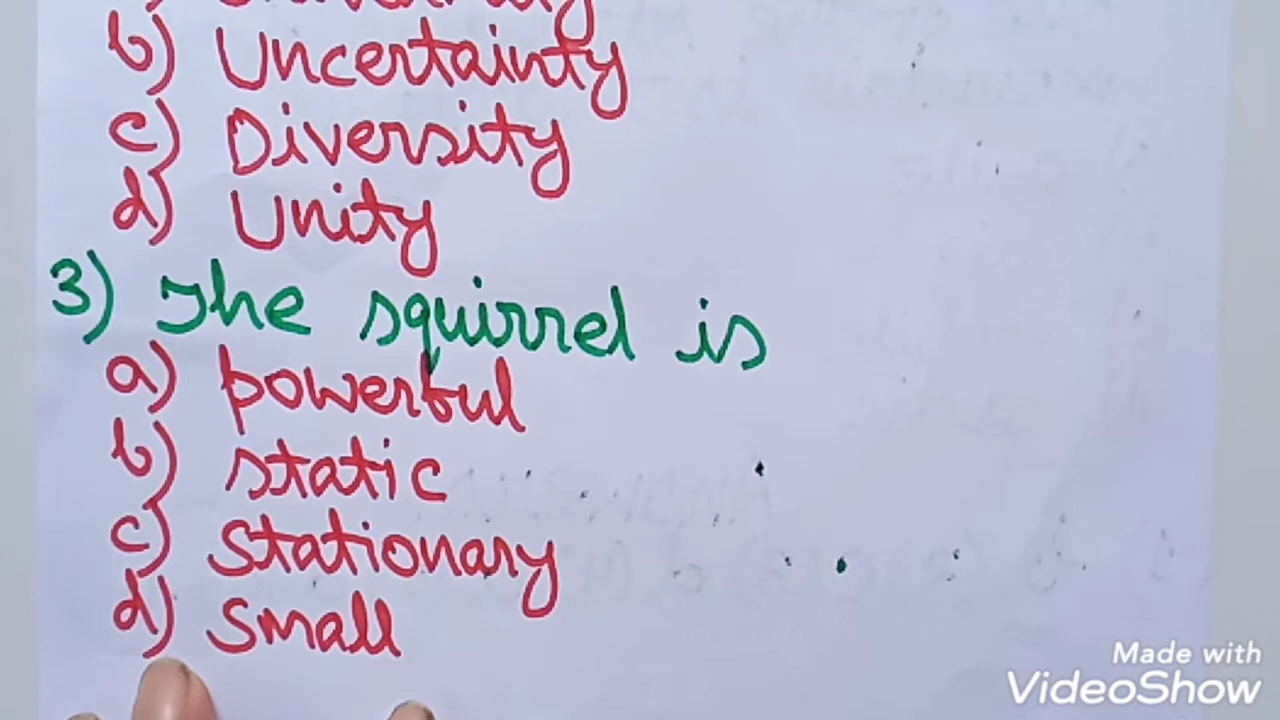 b) Uncertainty
c) Diversity
d) Unity
3) The squirrel is
a) powerful
b) static
c) stationary
d) small
Made with
VideoShow